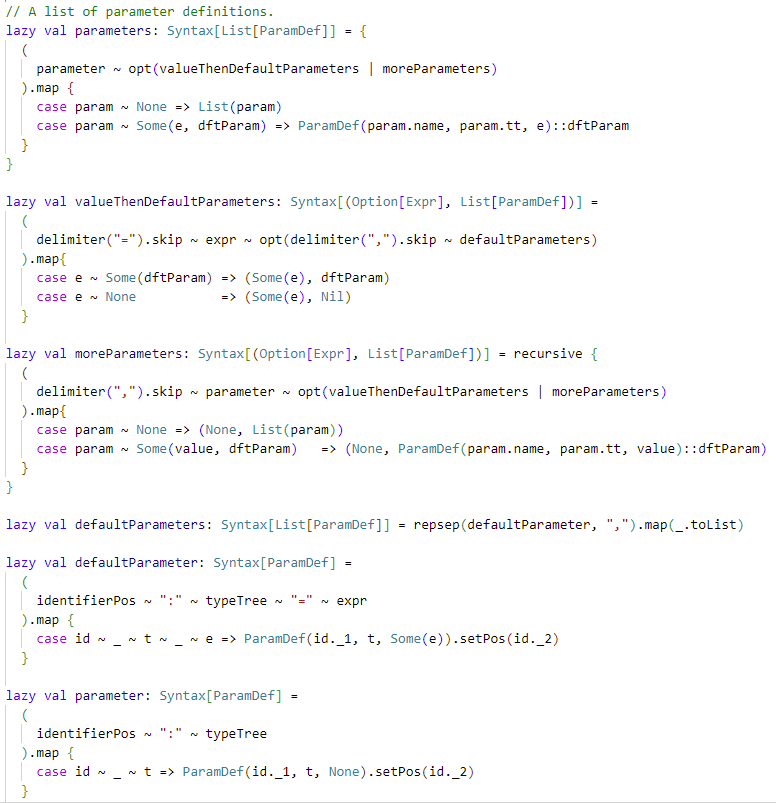 // A list of parameter definitions.
lazy val parameters: Syntax[List[ParamDef]] = {
  (
    parameter ~ opt(valueThenDefaultParameters | moreParameters)
  ).map {
    case param ~ None => List(param)
    case param ~ Some(e, dftParam) => ParamDef(param.name, param.tt, e)::dftParam
  }
}

lazy val valueThenDefaultParameters: Syntax[(Option[Expr], List[ParamDef])] =
  (
    delimiter("=").skip ~ expr ~ opt(delimiter(",").skip ~ defaultParameters)
  ).map{
    case e ~ Some(dftParam) => (Some(e), dftParam)
    case e ~ None           => (Some(e), Nil)
  }

lazy val moreParameters: Syntax[(Option[Expr], List[ParamDef])] = recursive {
  (
    delimiter(",").skip ~ parameter ~ opt(valueThenDefaultParameters | moreParameters)
  ).map{
    case param ~ None => (None, List(param))
    case param ~ Some(value, dftParam)   => (None, ParamDef(param.name, param.tt, value)::dftParam)
  }
}

lazy val defaultParameters: Syntax[List[ParamDef]] = repsep(defaultParameter, ",").map(_.toList)

lazy val defaultParameter: Syntax[ParamDef] =
  (
    identifierPos ~ ":" ~ typeTree ~ "=" ~ expr
  ).map {
    case id ~ _ ~ t ~ _ ~ e => ParamDef(id._1, t, Some(e)).setPos(id._2)
  }

lazy val parameter: Syntax[ParamDef] =
  (
    identifierPos ~ ":" ~ typeTree
  ).map {
    case id ~ _ ~ t => ParamDef(id._1, t, None).setPos(id._2)
  }